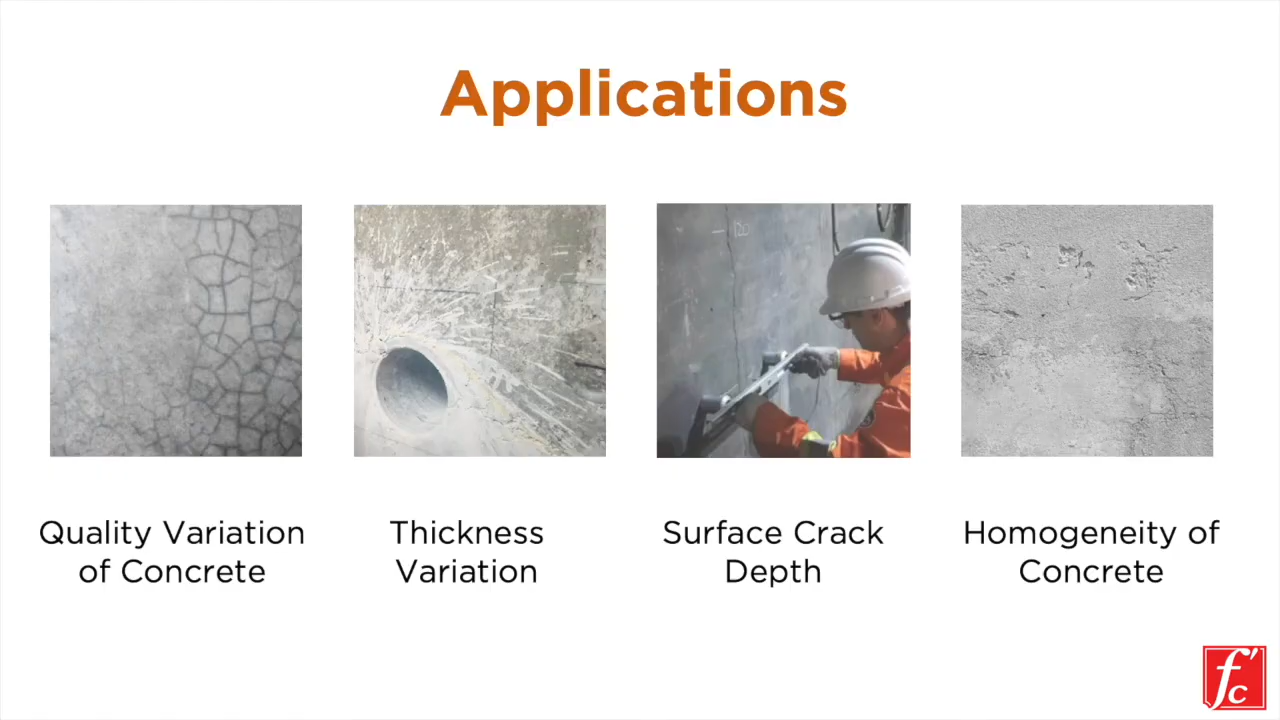 Applications
Quality Variation
of Concrete
Thickness
Variation
Surface Crack
Depth
Homogeneity of
Concrete
f'c